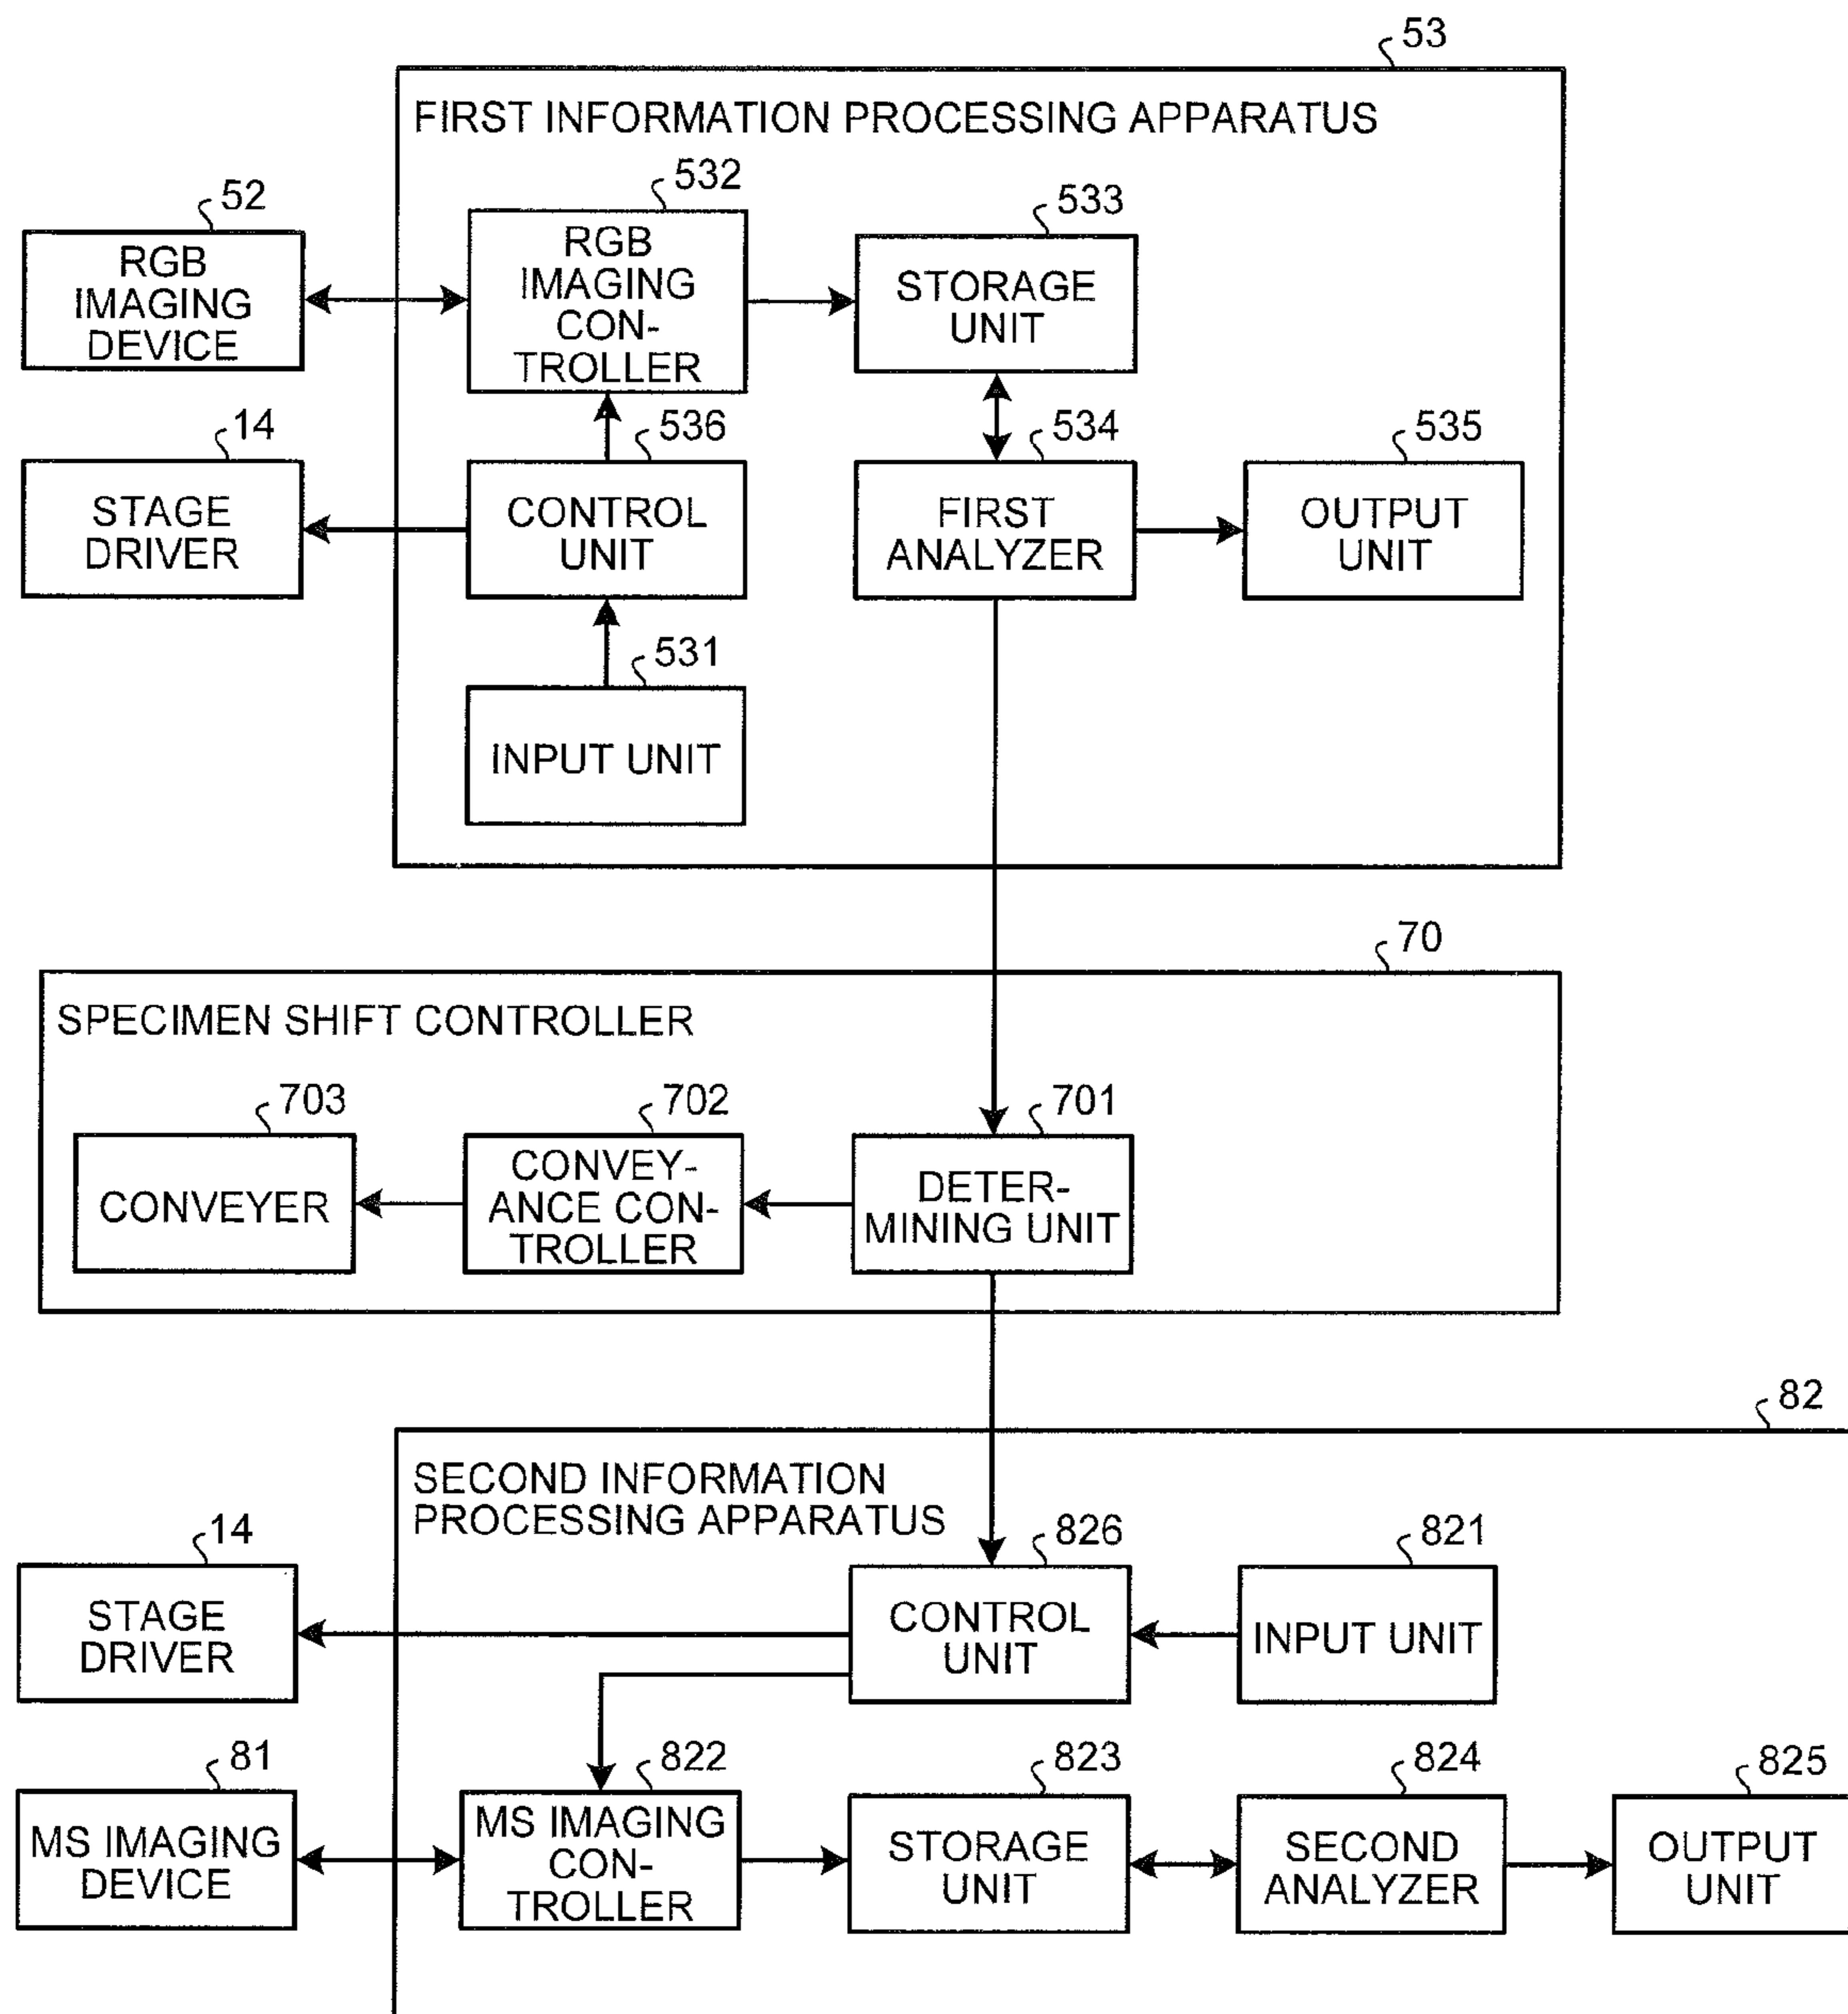 53
FIRST INFORMATION PROCESSING APPARATUS
52
RGB
IMAGING
DEVICE
532
RGB
IMAGING
CON-
TROLLER
533
STORAGE
UNIT
14
STAGE
DRIVER
536
CONTROL
UNIT
534
FIRST
ANALYZER
535
OUTPUT
UNIT
531
INPUT UNIT
70
SPECIMEN SHIFT CONTROLLER
703
CONVEYER
702
CONVEY-
ANCE CON-
TROLLER
701
DETER-
MINING UNIT
82
SECOND INFORMATION
PROCESSING APPARATUS
14
STAGE
DRIVER
826
CONTROL
UNIT
821
INPUT UNIT
81
MS IMAGING
DEVICE
822
MS IMAGING
CON-
TROLLER
823
STORAGE
UNIT
824
SECOND
ANALYZER
825
OUTPUT
UNIT